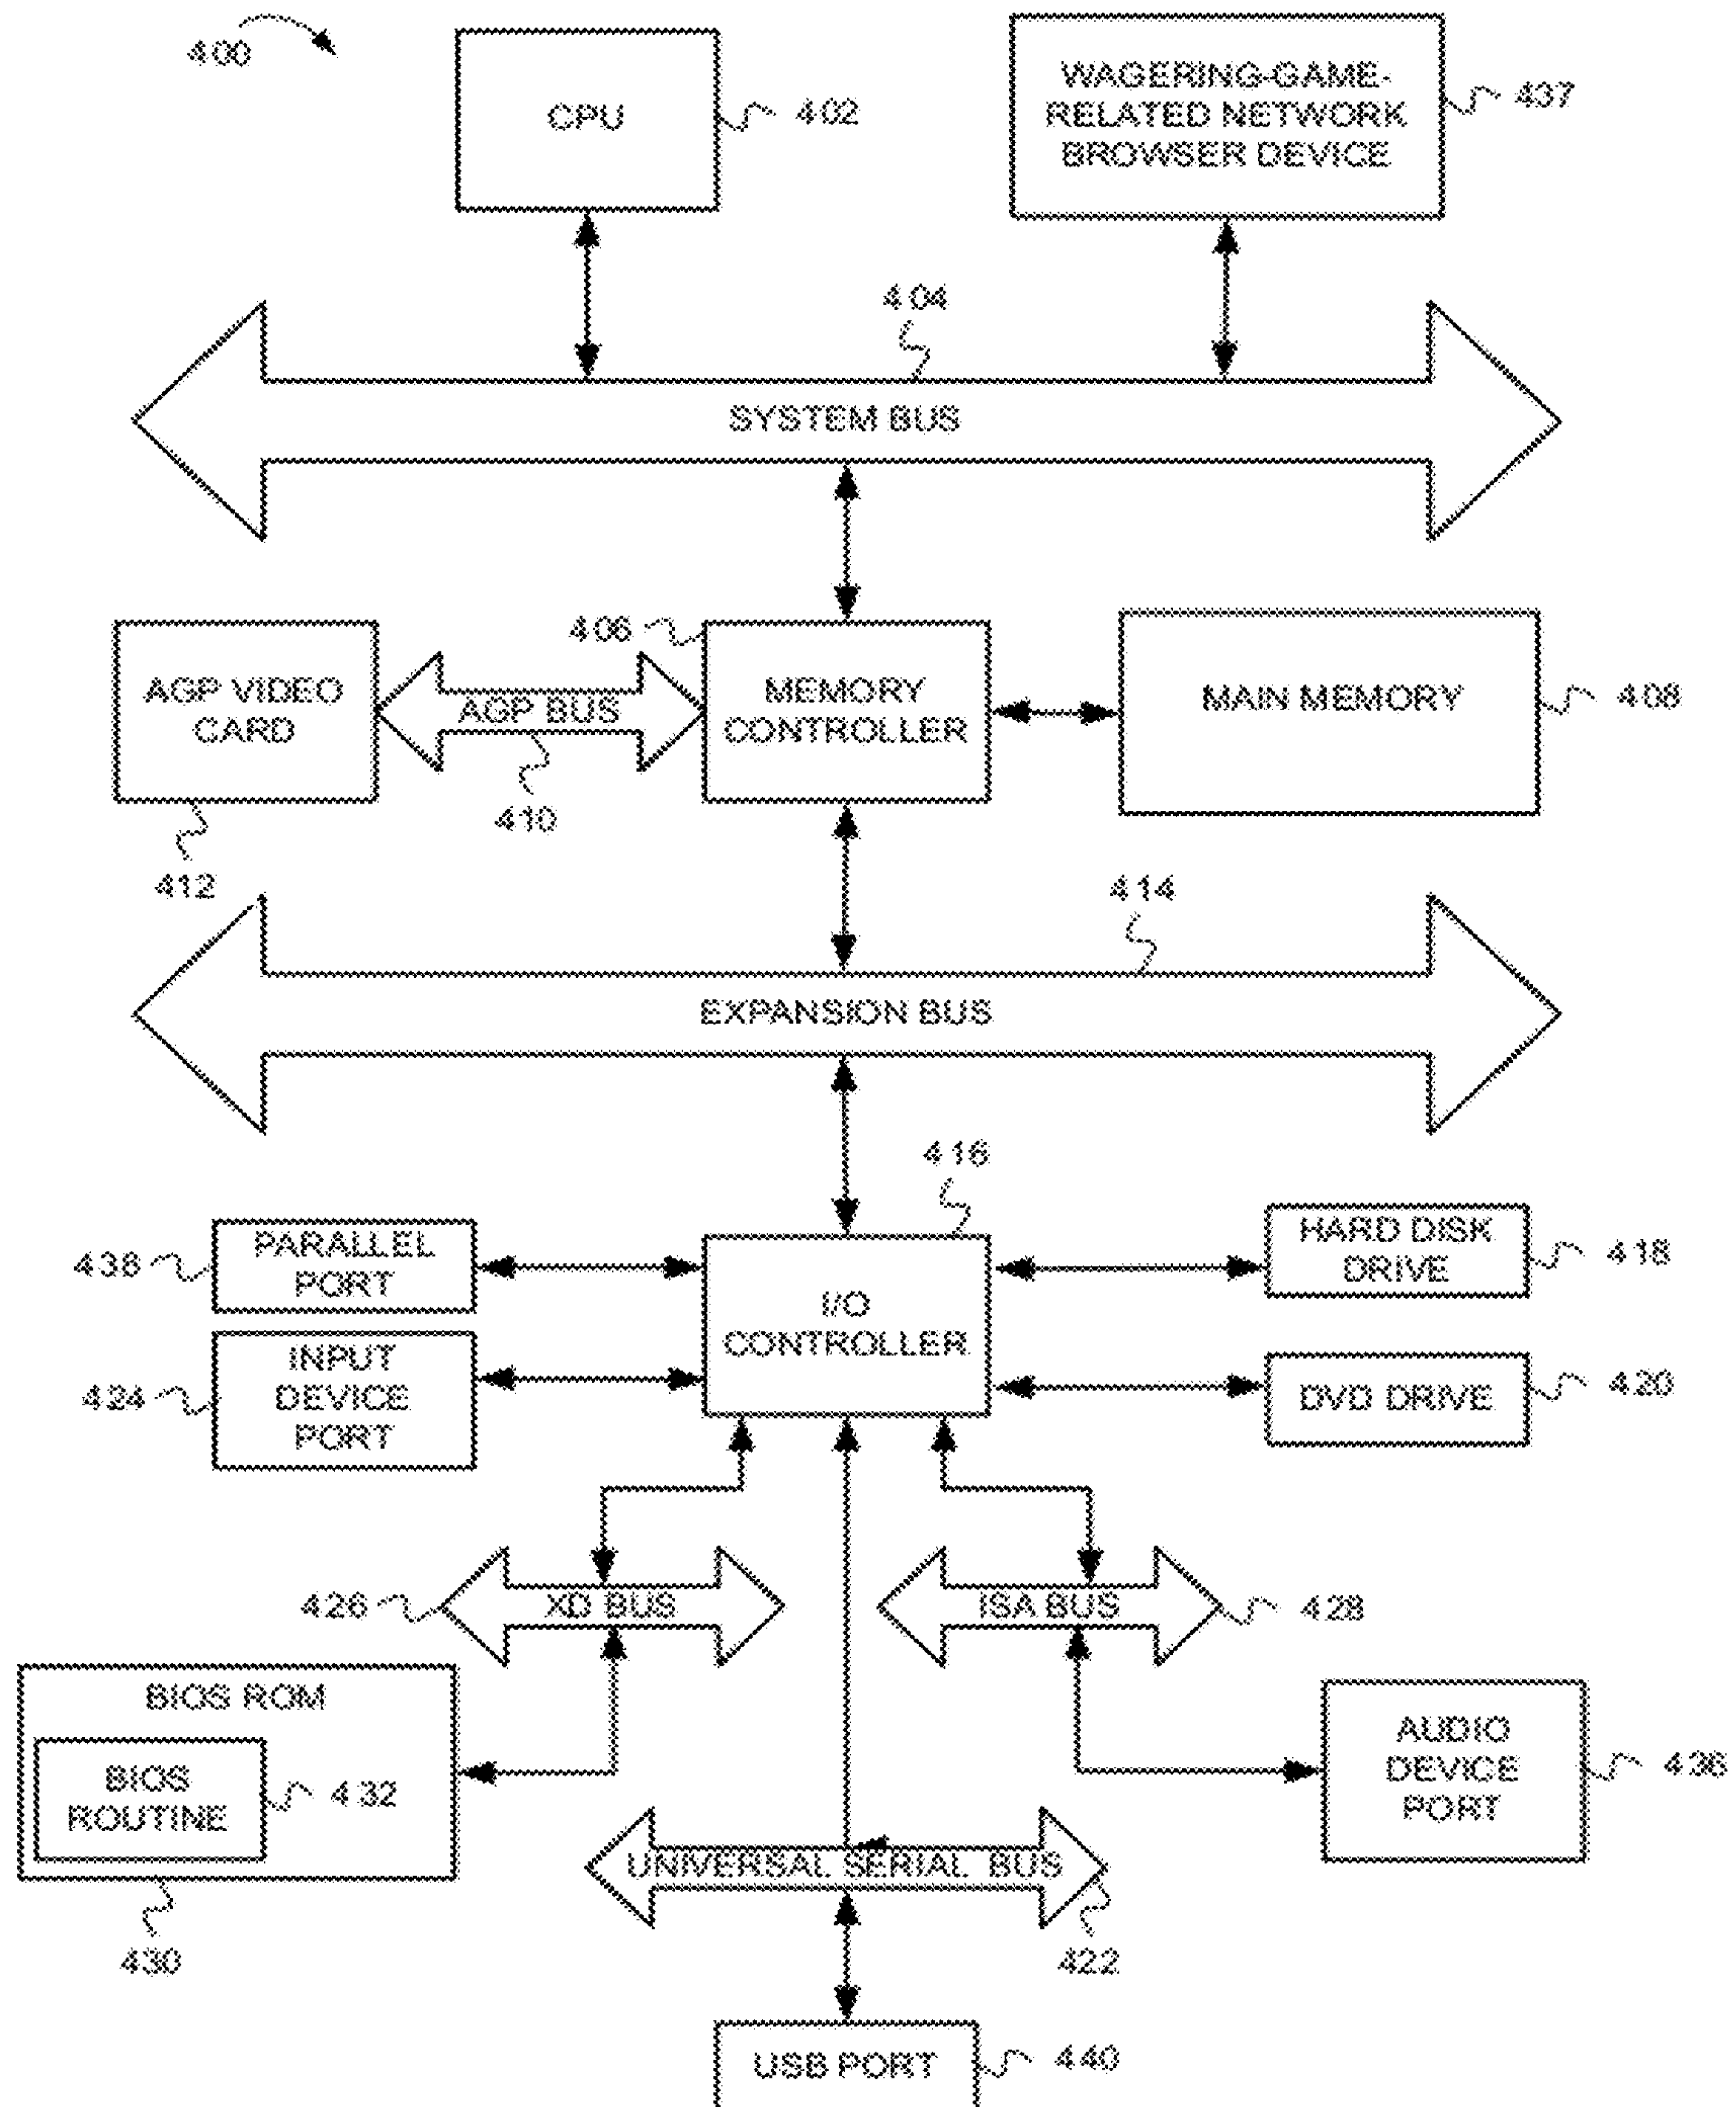 400
CPU
402
WAGERING-GAME-
RELATED NETWORK
BROWSER DEVICE
437
404
SYSTEM BUS
406
AGP VIDEO
CARD
AGP BUS
MEMORY
CONTROLLER
MAIN MEMORY
408
410
412
414
EXPANSION BUS
416
438
PARALLEL
PORT
HARD DISK
DRIVE
418
I/O
CONTROLLER
424
INPUT
DEVICE
PORT
DVD DRIVE
420
426
XD BUS
ISA BUS
428
BIOS ROM
BIOS
ROUTINE
432
AUDIO
DEVICE
PORT
436
UNIVERSAL SERIAL BUS
430
422
USB PORT
440